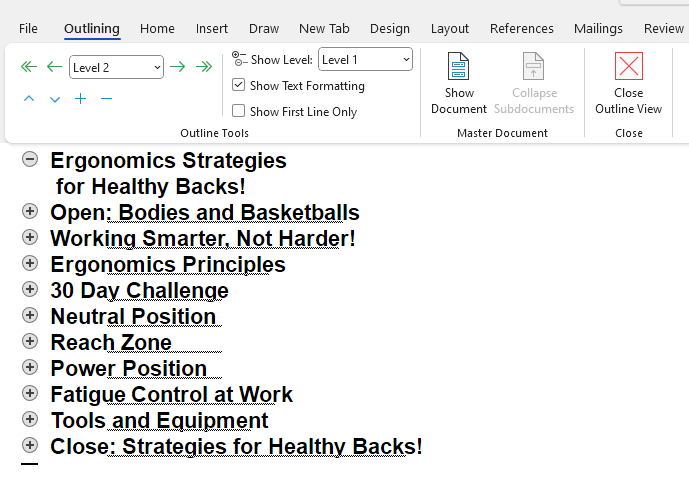 File Outlining Home Insert Draw New Tab Design Layout References Mailings Review
Level 2
Show Level: Level 1
Show Text Formatting
Show First Line Only
Outline Tools
Show Document
Collapse Subdocuments
Master Document
Close Outline View
Close
Ergonomics Strategies
for Healthy Backs!
Open: Bodies and Basketballs
Working Smarter, Not Harder!
Ergonomics Principles
30 Day Challenge
Neutral Position
Reach Zone
Power Position
Fatigue Control at Work
Tools and Equipment
Close: Strategies for Healthy Backs!